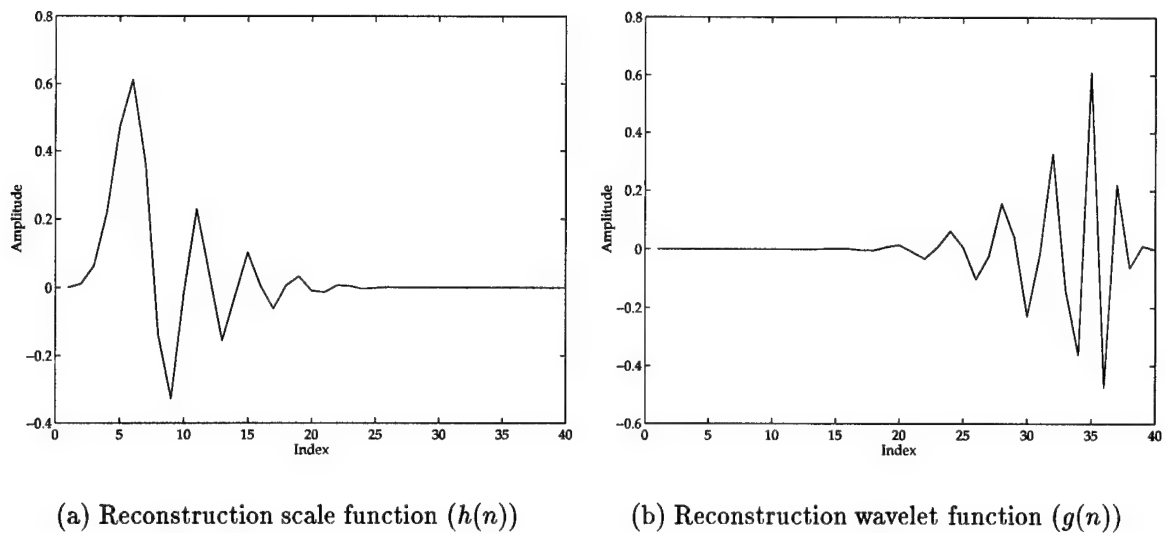 0.8
0.6
0.4
0.2
0
−0.2
−0.4
Amplitude
0 5 10 15 20 25 30 35 40
Index
0.8
0.6
0.4
0.2
0
−0.2
−0.4
−0.6
Amplitude
0 5 10 15 20 25 30 35 40
Index
(a) Reconstruction scale function (h(n))
(b) Reconstruction wavelet function (g(n))